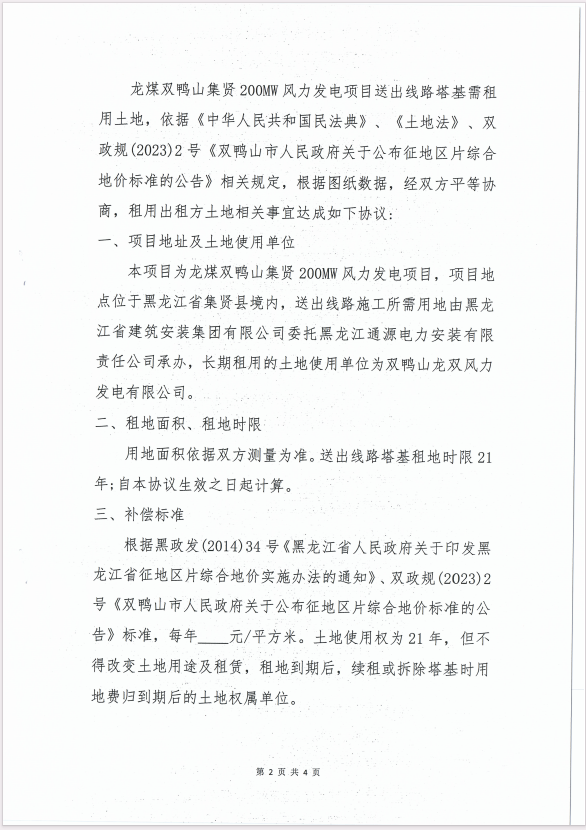 龙煤双鸭山集贤200MW风力发电项目送出线路塔基需租
用土地，依据《中华人民共和国民法典》、《土地法》、双
政规(2023)2号《双鸭山市人民政府关于公布征地区片综合
地价标准的公告》相关规定，根据图纸数据，经双方平等协
商，租用出租方土地相关事宜达成如下协议:
一、项目地址及土地使用单位
本项目为龙煤双鸭山集贤200MW风力发电项目，项目地
点位于黑龙江省集贤县境内，送出线路施工所需用地由黑龙
江省建筑安装集团有限公司委托黑龙江通源电力安装有限
责任公司承办，长期租用的土地使用单位为双鸭山龙双风力
发电有限公司。
二、租地面积、租地时限
用地面积依据双方测量为准。送出线路塔基租地时限21
年;自本协议生效之日起计算。
三、补偿标准
根据黑政发(2014)34号《黑龙江省人民政府关于印发黑
龙江省征地区片综合地价实施办法的通知》、双政规(2023)2
号《双鸭山市人民政府关于公布征地区片综合地价标准的公
告》标准，每年____元/平方米。土地使用权为21年，但不
得改变土地用途及租赁，租地到期后，续租或拆除塔基时用
地费归到期后的土地权属单位。
第 2 页 共 4 页